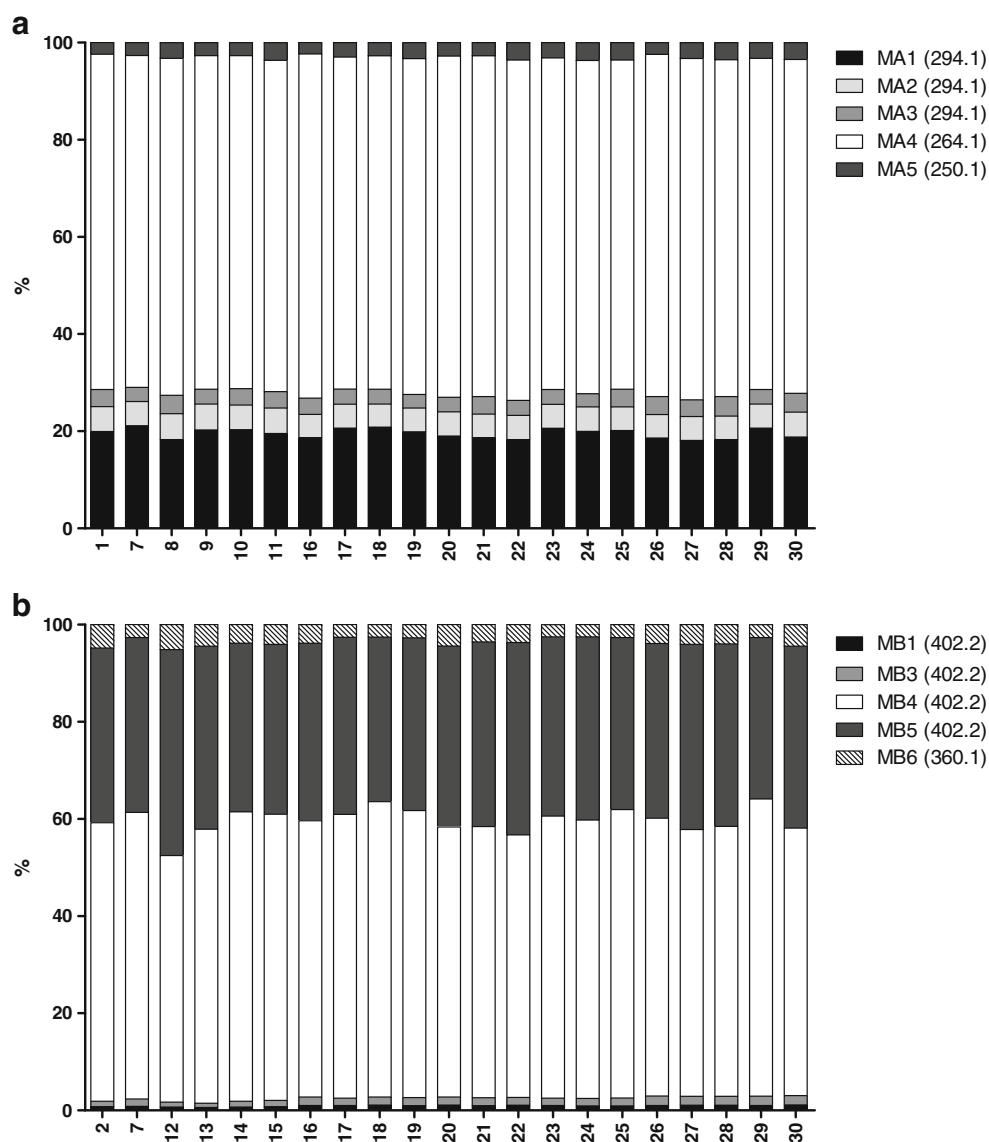 a
100
80
60
40
20
0
%
1 7 8 9 10 11 16 17 18 19 20 21 22 23 24 25 26 27 28 29 30
MA1 (294.1)
MA2 (294.1)
MA3 (294.1)
MA4 (264.1)
MA5 (250.1)
b
100
80
60
40
20
0
%
2 7 12 13 14 15 16 17 18 19 20 21 22 23 24 25 26 27 28 29 30
MB1 (402.2)
MB3 (402.2)
MB4 (402.2)
MB5 (402.2)
MB6 (360.1)